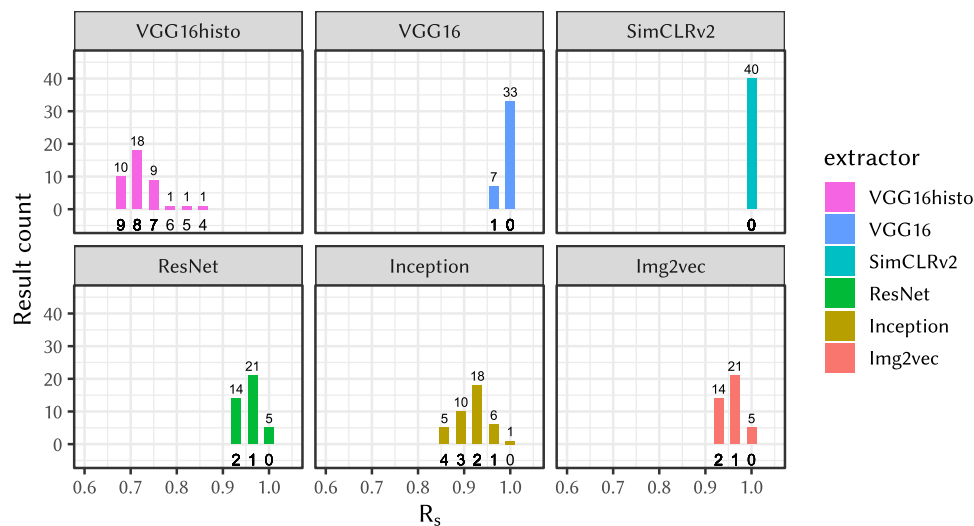 VGG16histo VGG16 SimCLRv2
40
33
18
10 9
7
1 1 1
40
30
20
10
0
9 8 7 6 5 4 1 0 0
ResNet Inception Img2vec
21 21
18
14 14
10
5 5 6 1 5
40
30
20
10
0
2 1 0 4 3 2 1 0 2 1 0
0.6 0.7 0.8 0.9 1.0 0.6 0.7 0.8 0.9 1.0 0.6 0.7 0.8 0.9 1.0
Rs
Result count
extractor
VGG16histo
VGG16
SimCLRv2
ResNet
Inception
Img2vec